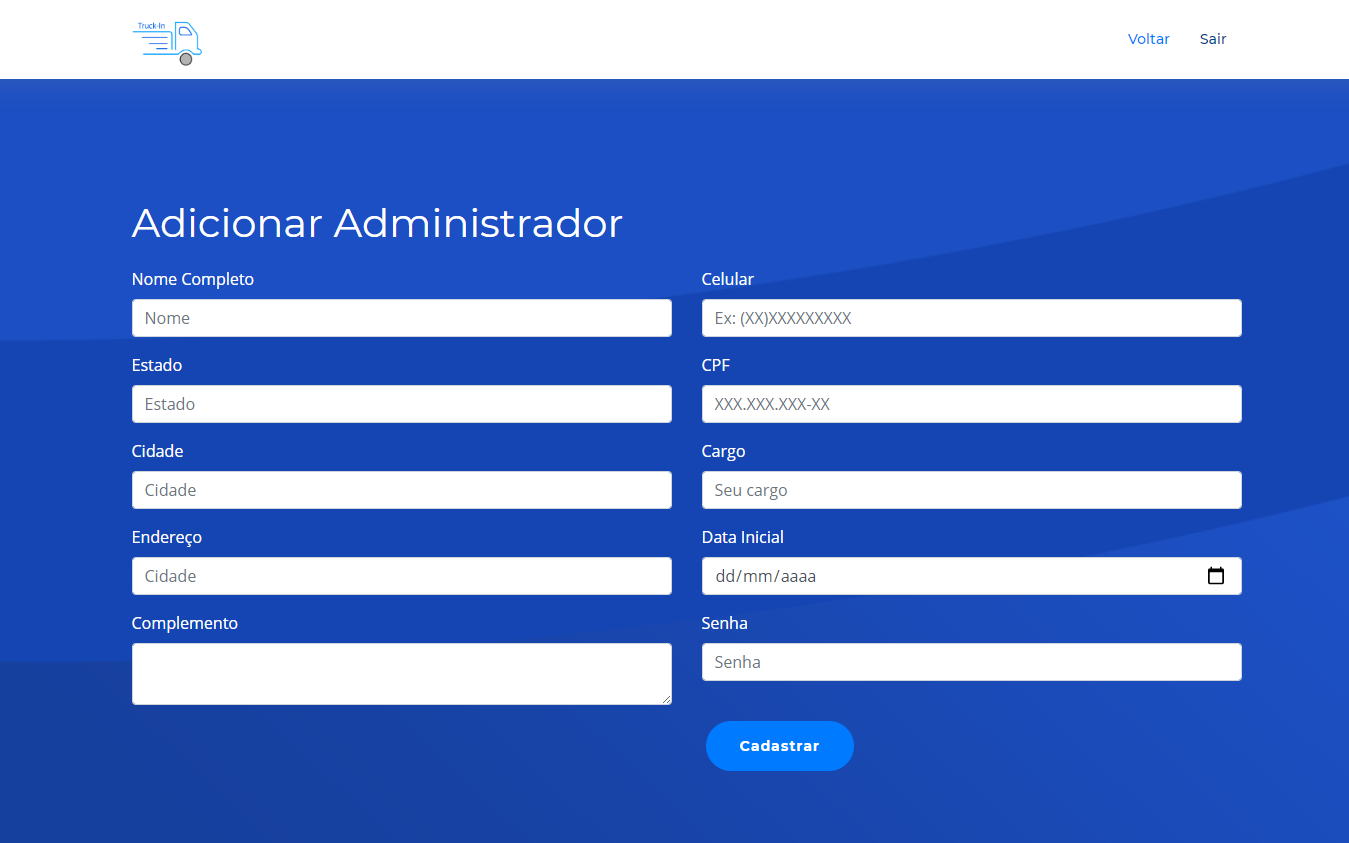 Truck-In
Voltar
Sair
Adicionar Administrador
Nome Completo
Nome
Celular
Ex: (XX)XXXXXXXXX
Estado
Estado
CPF
XXX.XXX.XXX-XX
Cidade
Cidade
Cargo
Seu cargo
Endereço
Cidade
Data Inicial
dd/mm/aaaa
Complemento
Senha
Senha
Cadastrar